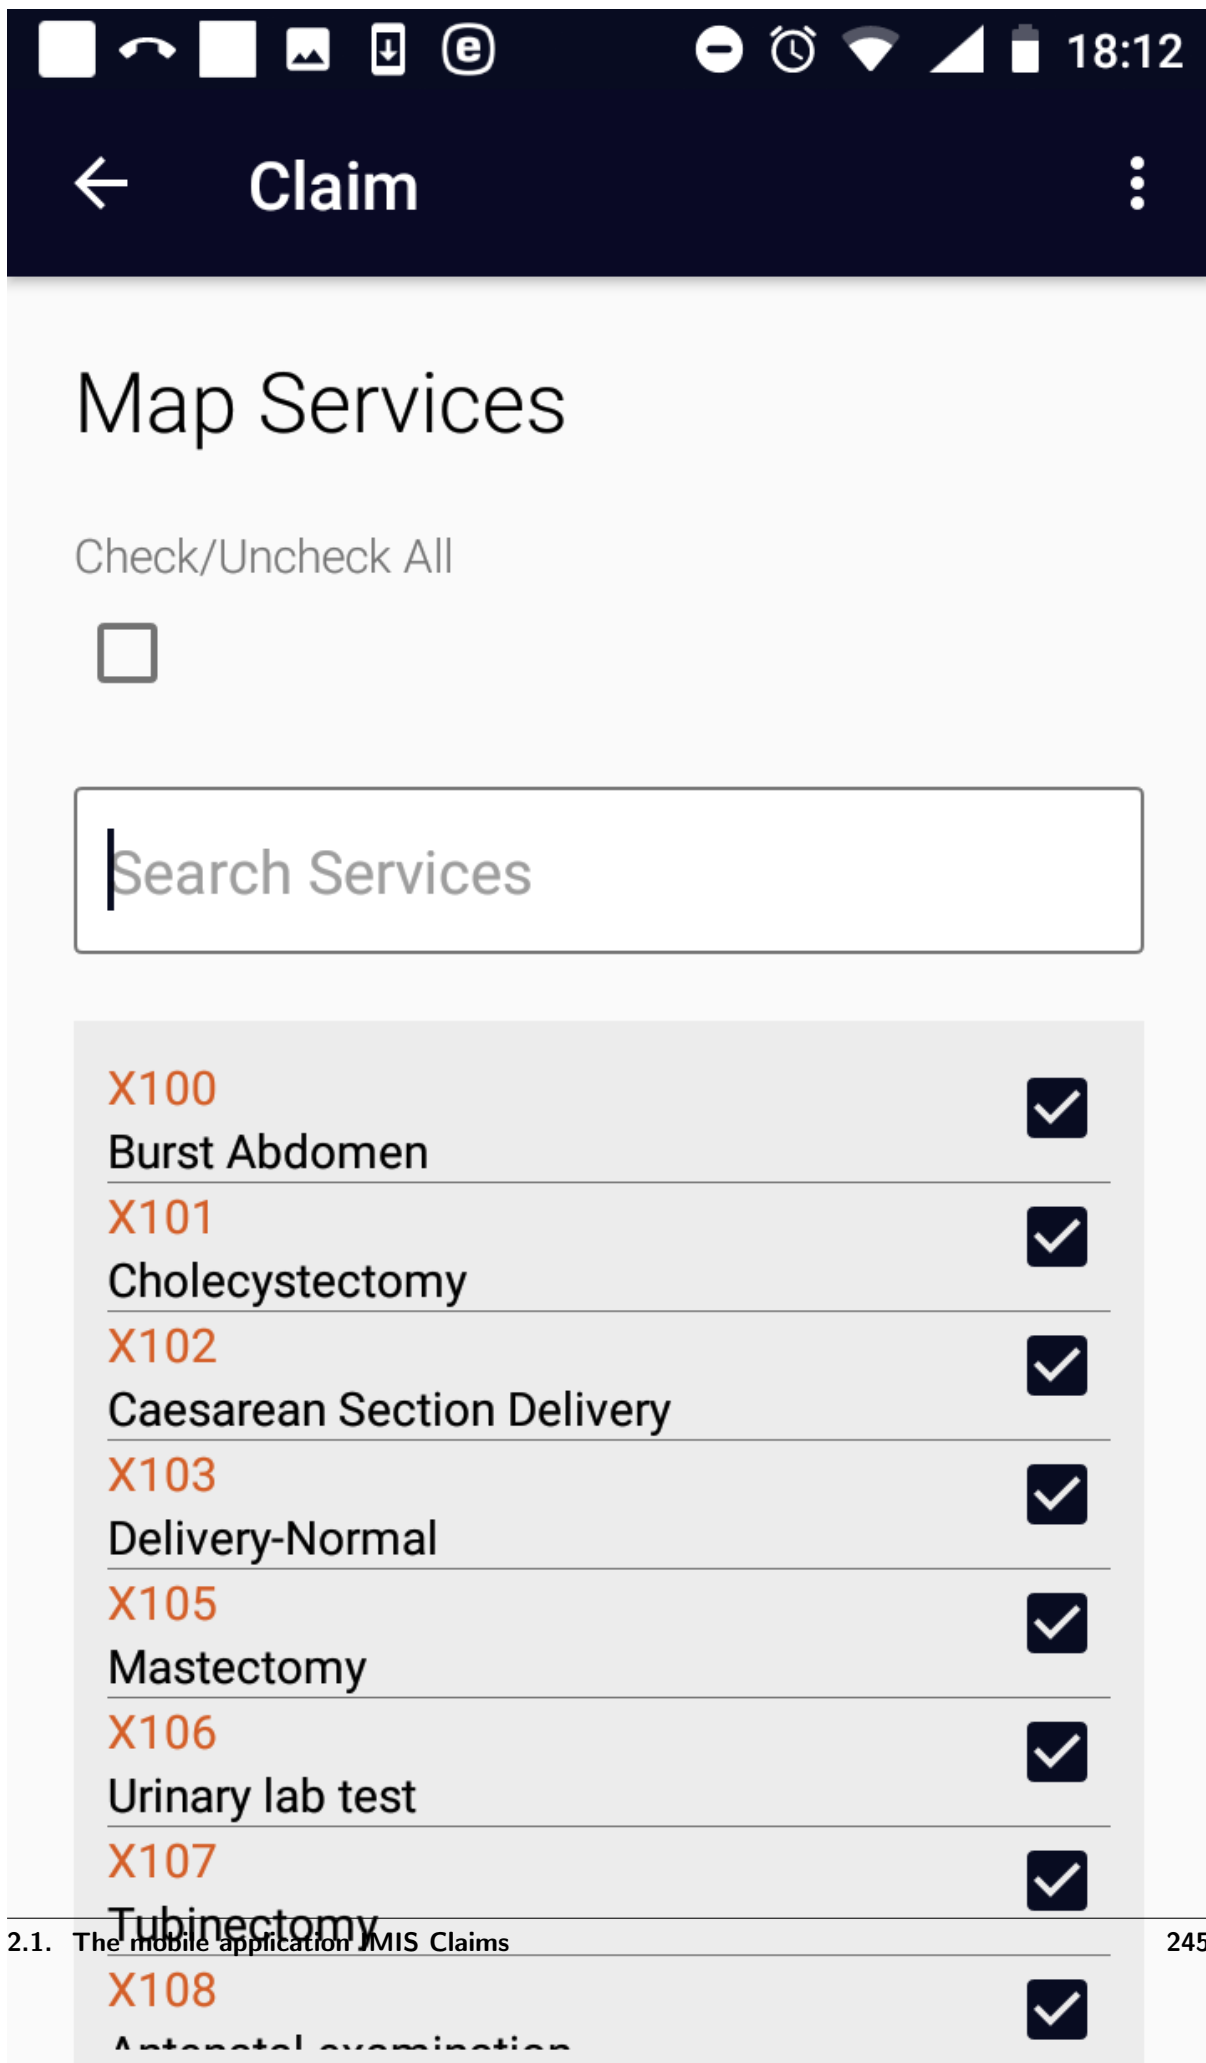 18:12
Claim
Map Services
Check/Uncheck All
Search Services
X100
Burst Abdomen
X101
Cholecystectomy
X102
Caesarean Section Delivery
X103
Delivery-Normal
X105
Mastectomy
X106
Urinary lab test
X107
Tubinectomy
2.1. The mobile application IMIS Claims 245
X108
Antenatal examination